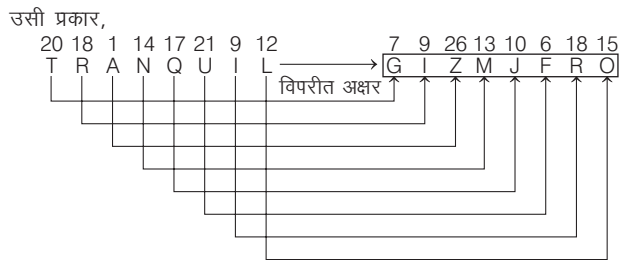 उसी प्रकार,
20 18 1 14 17 21 9 12 7 9 26 13 10 6 18 15
T R A N Q U I L G I Z M J F R O
विपरीत अक्षर